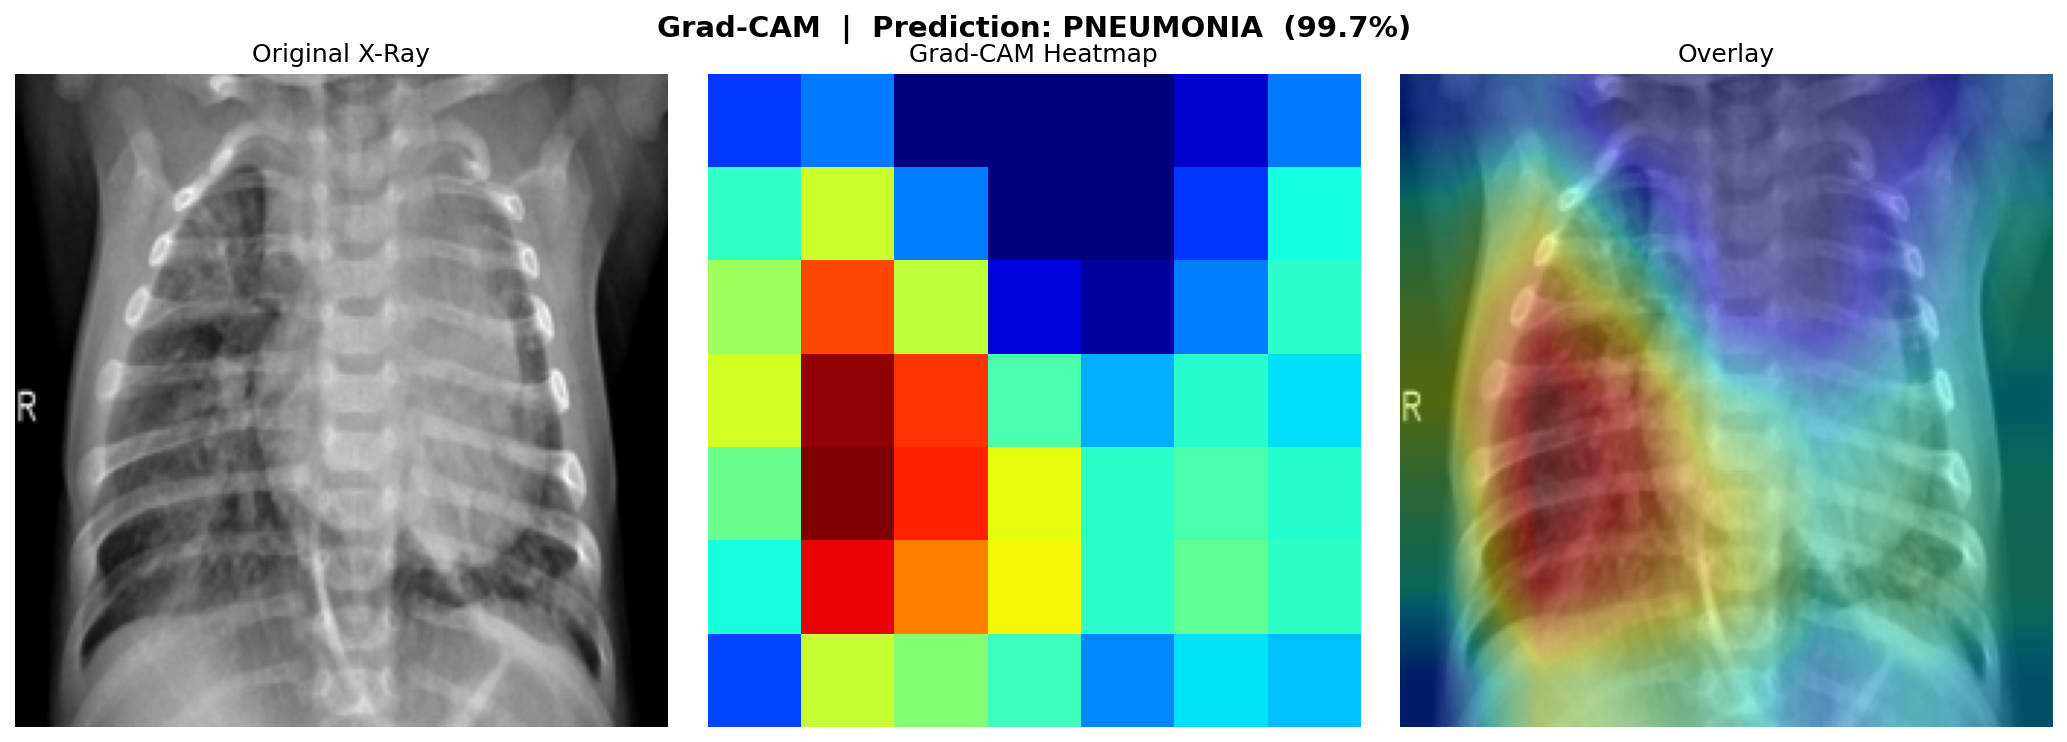 Grad-CAM  |  Prediction: PNEUMONIA  (99.7%)
Original X-Ray
Grad-CAM Heatmap
Overlay
R
R